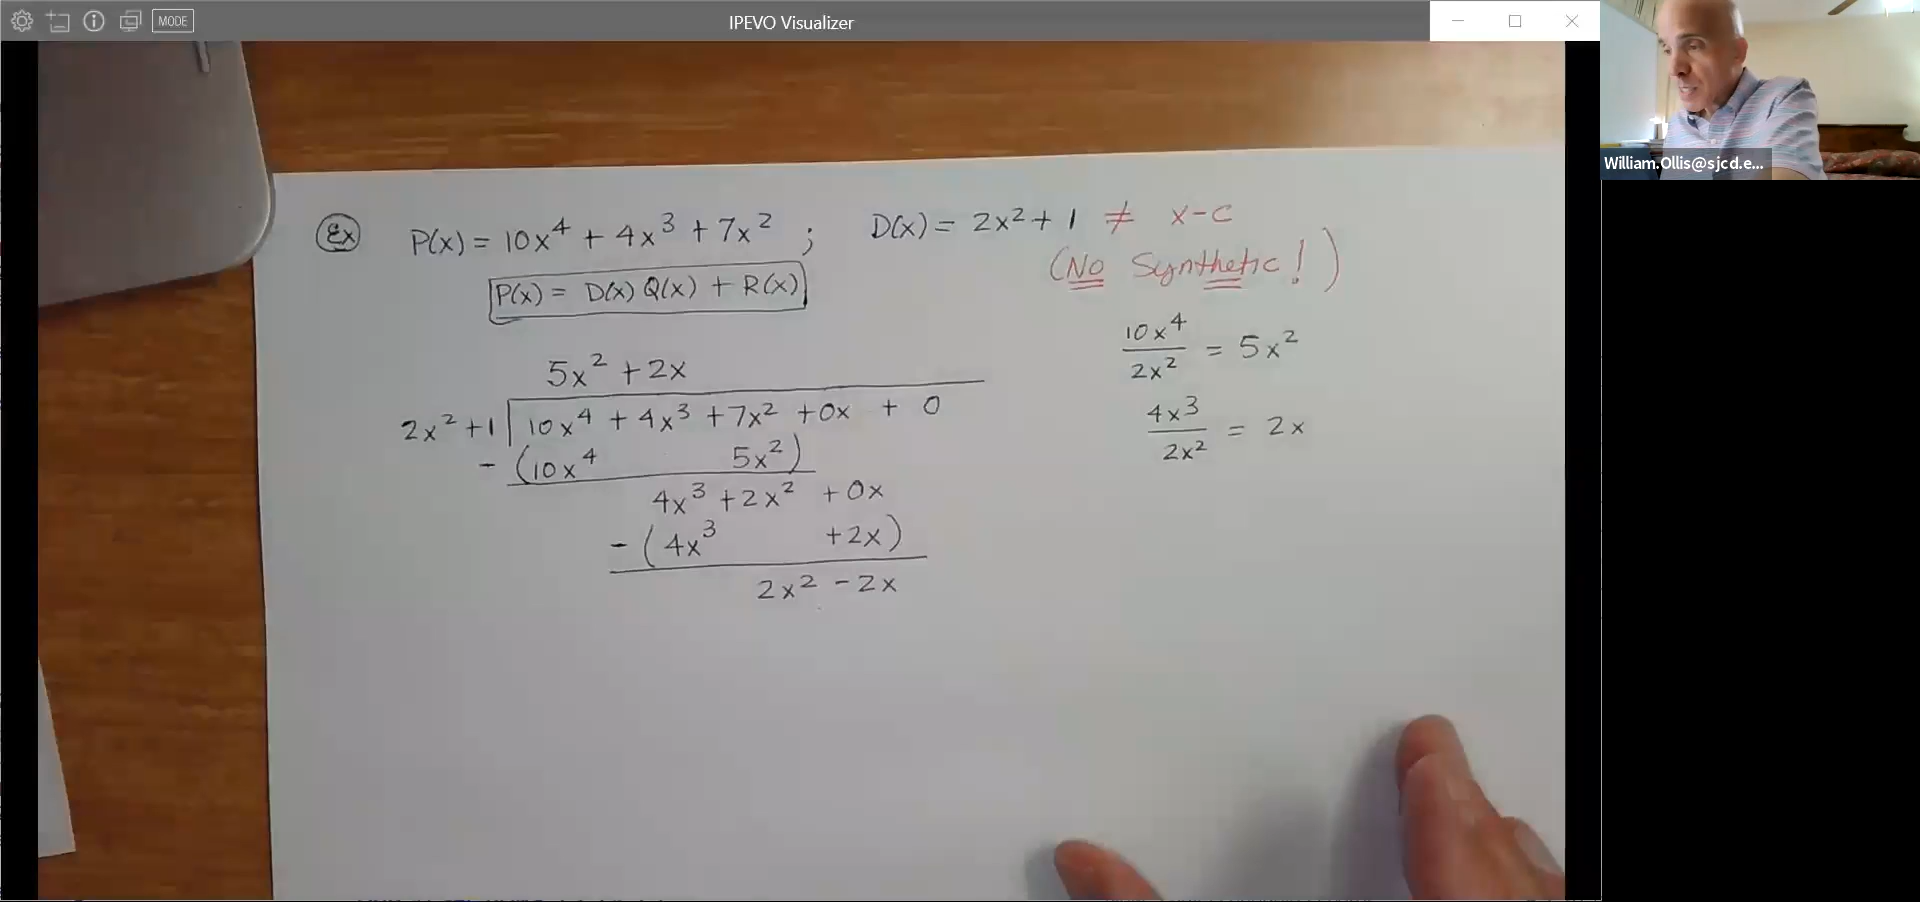 MODE
IPEVO Visualizer
William.Ollis@sjcd.e...
Ex P(x) = 10x⁴ + 4x³ + 7x² ; D(x) = 2x² + 1 ≠ x-c
(No Synthetic!)
P(x) = D(x) Q(x) + R(x)
10x⁴/2x² = 5x²
4x³/2x² = 2x
5x² + 2x
2x² + 1 10x⁴ + 4x³ + 7x² + 0x + 0
- (10x⁴ 5x²)
4x³ + 2x² + 0x
- (4x³ + 2x)
2x² - 2x